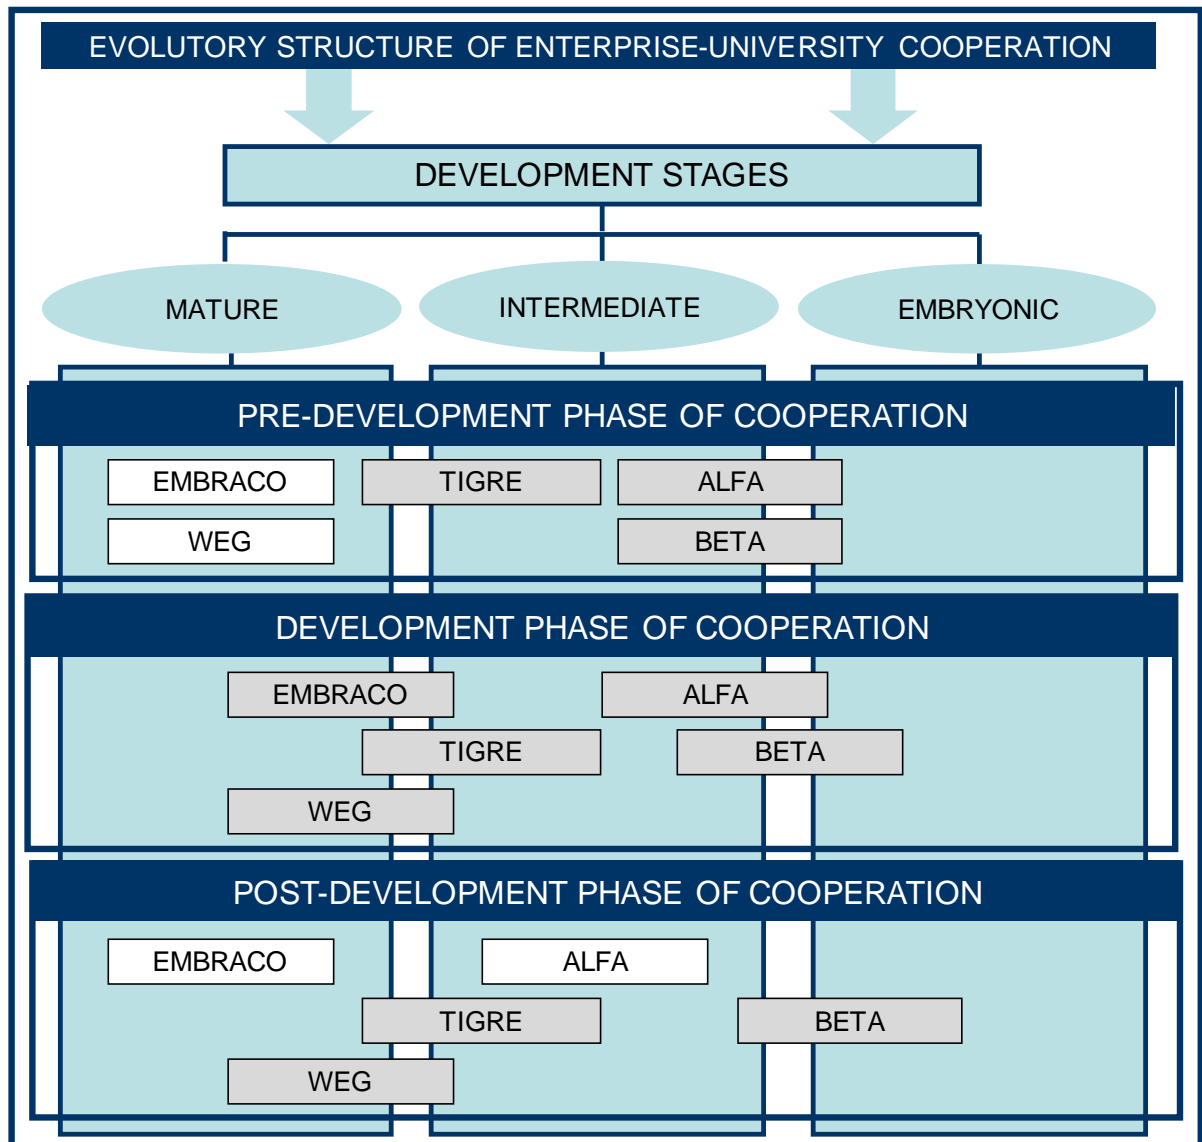 EVOLUTORY STRUCTURE OF ENTERPRISE-UNIVERSITY COOPERATION
DEVELOPMENT STAGES
MATURE
INTERMEDIATE
EMBRYONIC
PRE-DEVELOPMENT PHASE OF COOPERATION
EMBRACO
TIGRE
ALFA
WEG
BETA
DEVELOPMENT PHASE OF COOPERATION
EMBRACO
ALFA
TIGRE
BETA
WEG
POST-DEVELOPMENT PHASE OF COOPERATION
EMBRACO
ALFA
TIGRE
BETA
WEG